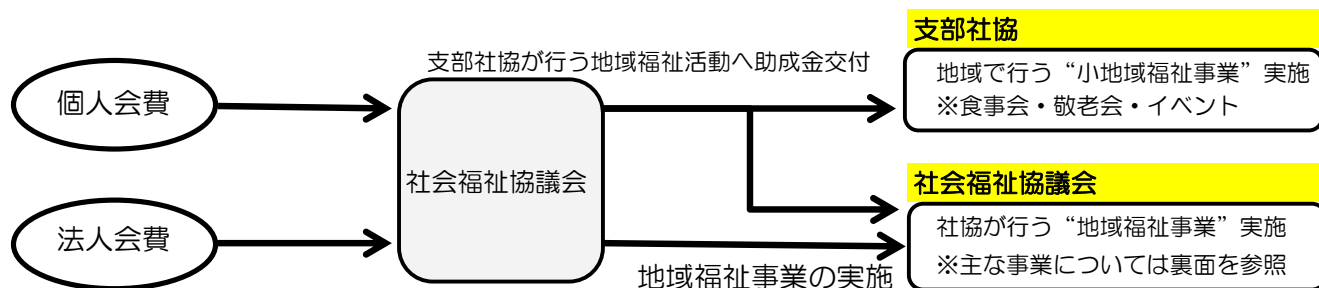 支部社協
支部社協が行う地域福祉活動へ助成金交付
地域で行う“小地域福祉事業”実施
※食事会・敬老会・イベント
個人会費
社会福祉協議会
社会福祉協議会
法人会費
社協が行う“地域福祉事業”実施
※主な事業については裏面を参照
地域福祉事業の実施